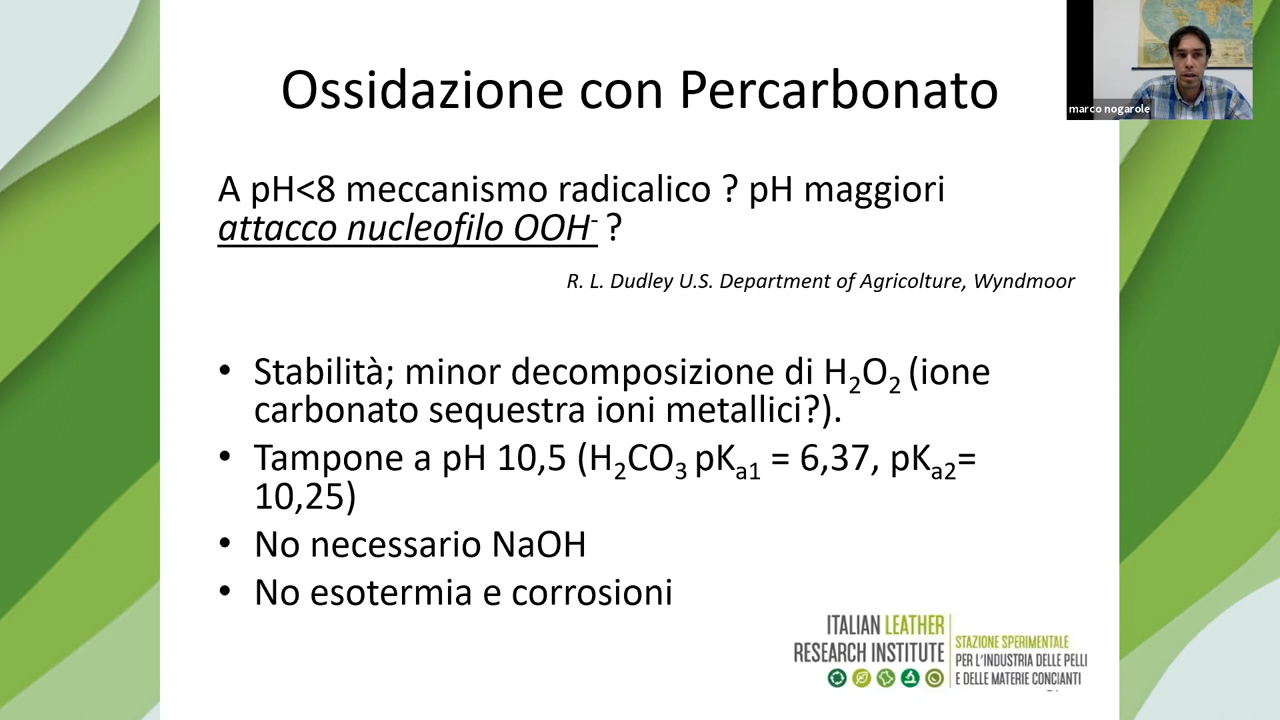 Ossidazione con Percarbonato
marco nogarole
A pH<8 meccanismo radicalico ? pH maggiori
attacco nucleofilo OOH⁻ ?
R. L. Dudley U.S. Department of Agricolture, Wyndmoor
• Stabilità; minor decomposizione di H₂O₂ (ione
carbonato sequestra ioni metallici?).
• Tampone a pH 10,5 (H₂CO₃ pKₐ₁ = 6,37, pKₐ₂=
10,25)
• No necessario NaOH
• No esotermia e corrosioni
ITALIAN LEATHER
RESEARCH INSTITUTE
STAZIONE SPERIMENTALE
PER L'INDUSTRIA DELLE PELLI
E DELLE MATERIE CONCIANTI